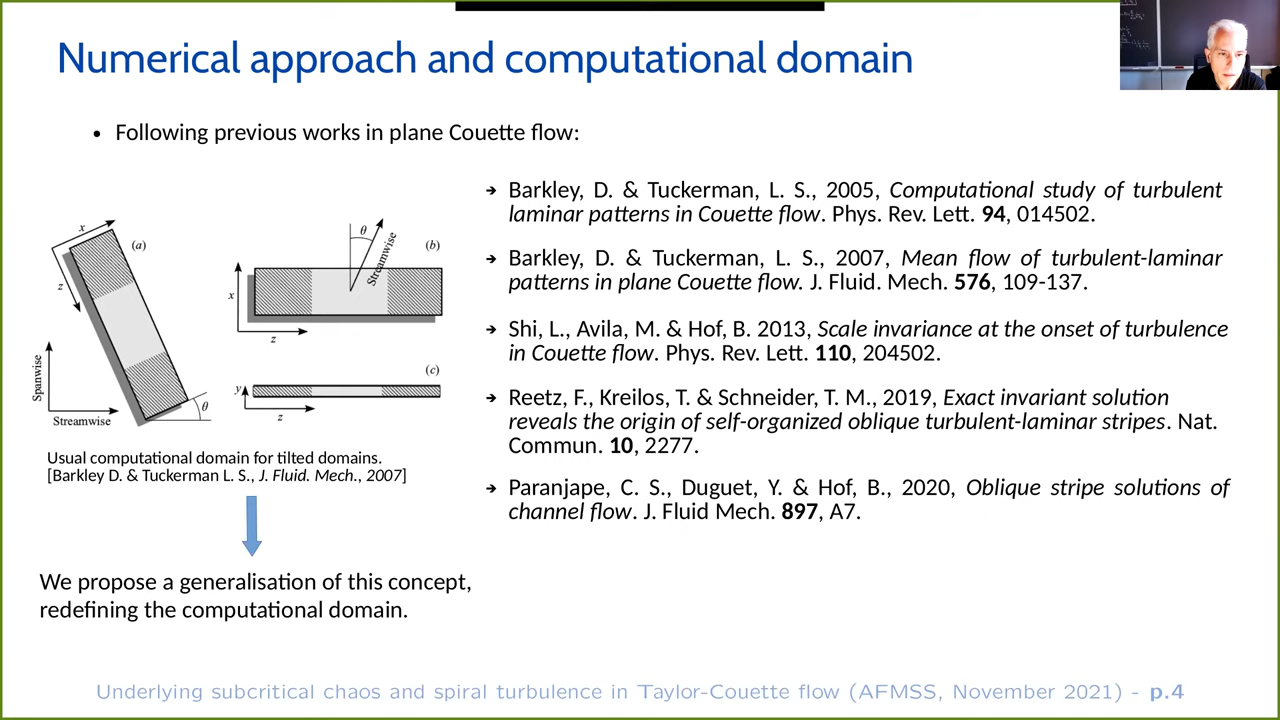 Numerical approach and computational domain
• Following previous works in plane Couette flow:
➔ Barkley, D. & Tuckerman, L. S., 2005, Computational study of turbulent
laminar patterns in Couette flow. Phys. Rev. Lett. 94, 014502.
➔ Barkley, D. & Tuckerman, L. S., 2007, Mean flow of turbulent-laminar
patterns in plane Couette flow. J. Fluid. Mech. 576, 109-137.
➔ Shi, L., Avila, M. & Hof, B. 2013, Scale invariance at the onset of turbulence
in Couette flow. Phys. Rev. Lett. 110, 204502.
➔ Reetz, F., Kreilos, T. & Schneider, T. M., 2019, Exact invariant solution
reveals the origin of self-organized oblique turbulent-laminar stripes. Nat.
Commun. 10, 2277.
➔ Paranjape, C. S., Duguet, Y. & Hof, B., 2020, Oblique stripe solutions of
channel flow. J. Fluid Mech. 897, A7.
x
(a)
z
Spanwise
Streamwise
θ
θ
Streamwise
(b)
x
z
(c)
y
z
Usual computational domain for tilted domains.
[Barkley D. & Tuckerman L. S., J. Fluid. Mech., 2007]
We propose a generalisation of this concept,
redefining the computational domain.
Underlying subcritical chaos and spiral turbulence in Taylor-Couette flow (AFMSS, November 2021) - p.4